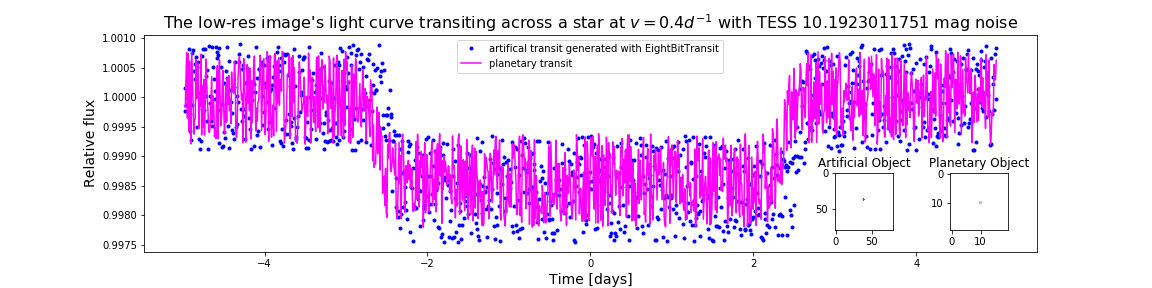 The low-res image's light curve transiting across a star at v = 0.4d⁻¹ with TESS 10.1923011751 mag noise
artifical transit generated with EightBitTransit
planetary transit
Relative flux
1.0010
1.0005
1.0000
0.9995
0.9990
0.9985
0.9980
0.9975
Artificial Object
Planetary Object
0
50
0 50
0
10
0 10
−4 −2 0 2 4
Time [days]